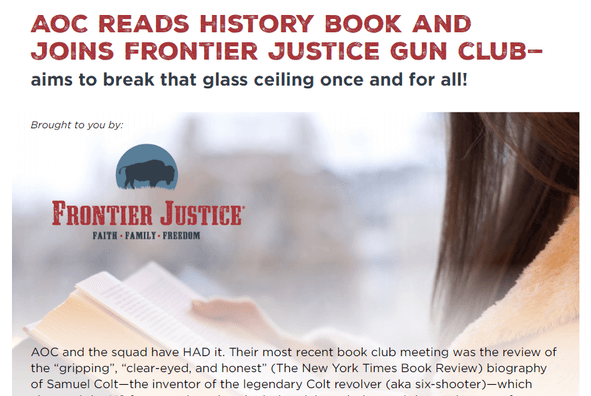 AOC READS HISTORY BOOK AND
JOINS FRONTIER JUSTICE GUN CLUB—
aims to break that glass ceiling once and for all!
Brought to you by:
FRONTIER JUSTICE
FAITH • FAMILY • FREEDOM
AOC and the squad have HAD it. Their most recent book club meeting was the review of
the “gripping”, “clear-eyed, and honest” (The New York Times Book Review) biography
of Samuel Colt—the inventor of the legendary Colt revolver (aka six-shooter)—which